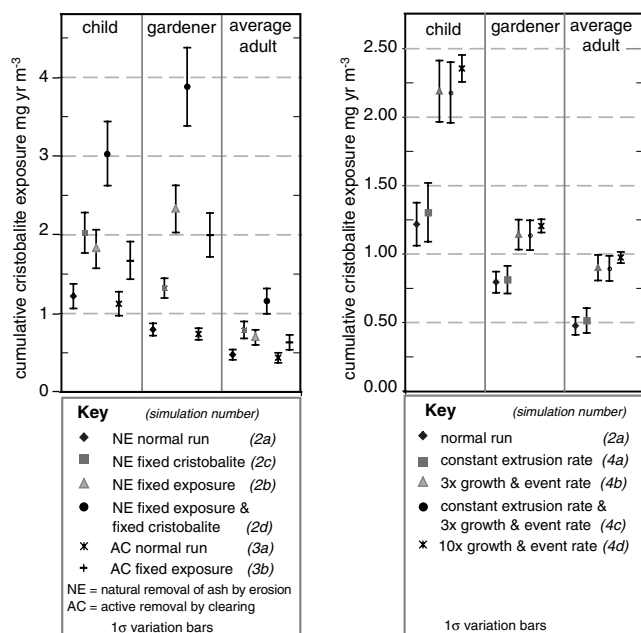 child gardener average adult
cumulative cristobalite exposure mg yr m-3
4
3
2
1
0
Key (simulation number)
NE normal run (2a)
NE fixed cristobalite (2c)
NE fixed exposure (2b)
NE fixed exposure &
fixed cristobalite (2d)
AC normal run (3a)
AC fixed exposure (3b)
NE = natural removal of ash by erosion
AC = active removal by clearing
1σ variation bars
child gardener average adult
cumulative cristobalite exposure mg yr m-3
2.50
2.00
1.50
1.25
1.00
0.50
0.00
Key (simulation number)
normal run (2a)
constant extrusion rate (4a)
3x growth & event rate (4b)
constant extrusion rate &
3x growth & event rate (4c)
10x growth & event rate (4d)
1σ variation bars